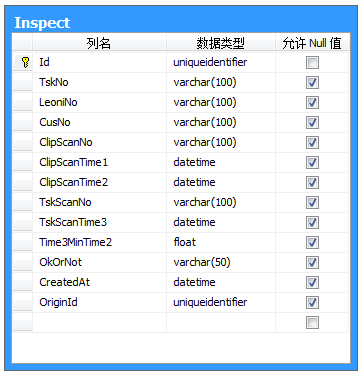 Inspect
列名 数据类型 允许 Null 值
Id uniqueidentifier
TskNo varchar(100)
LeoniNo varchar(100)
CusNo varchar(100)
ClipScanNo varchar(100)
ClipScanTime1 datetime
ClipScanTime2 datetime
TskScanNo varchar(100)
TskScanTime3 datetime
Time3MinTime2 float
OkOrNot varchar(50)
CreatedAt datetime
OriginId uniqueidentifier